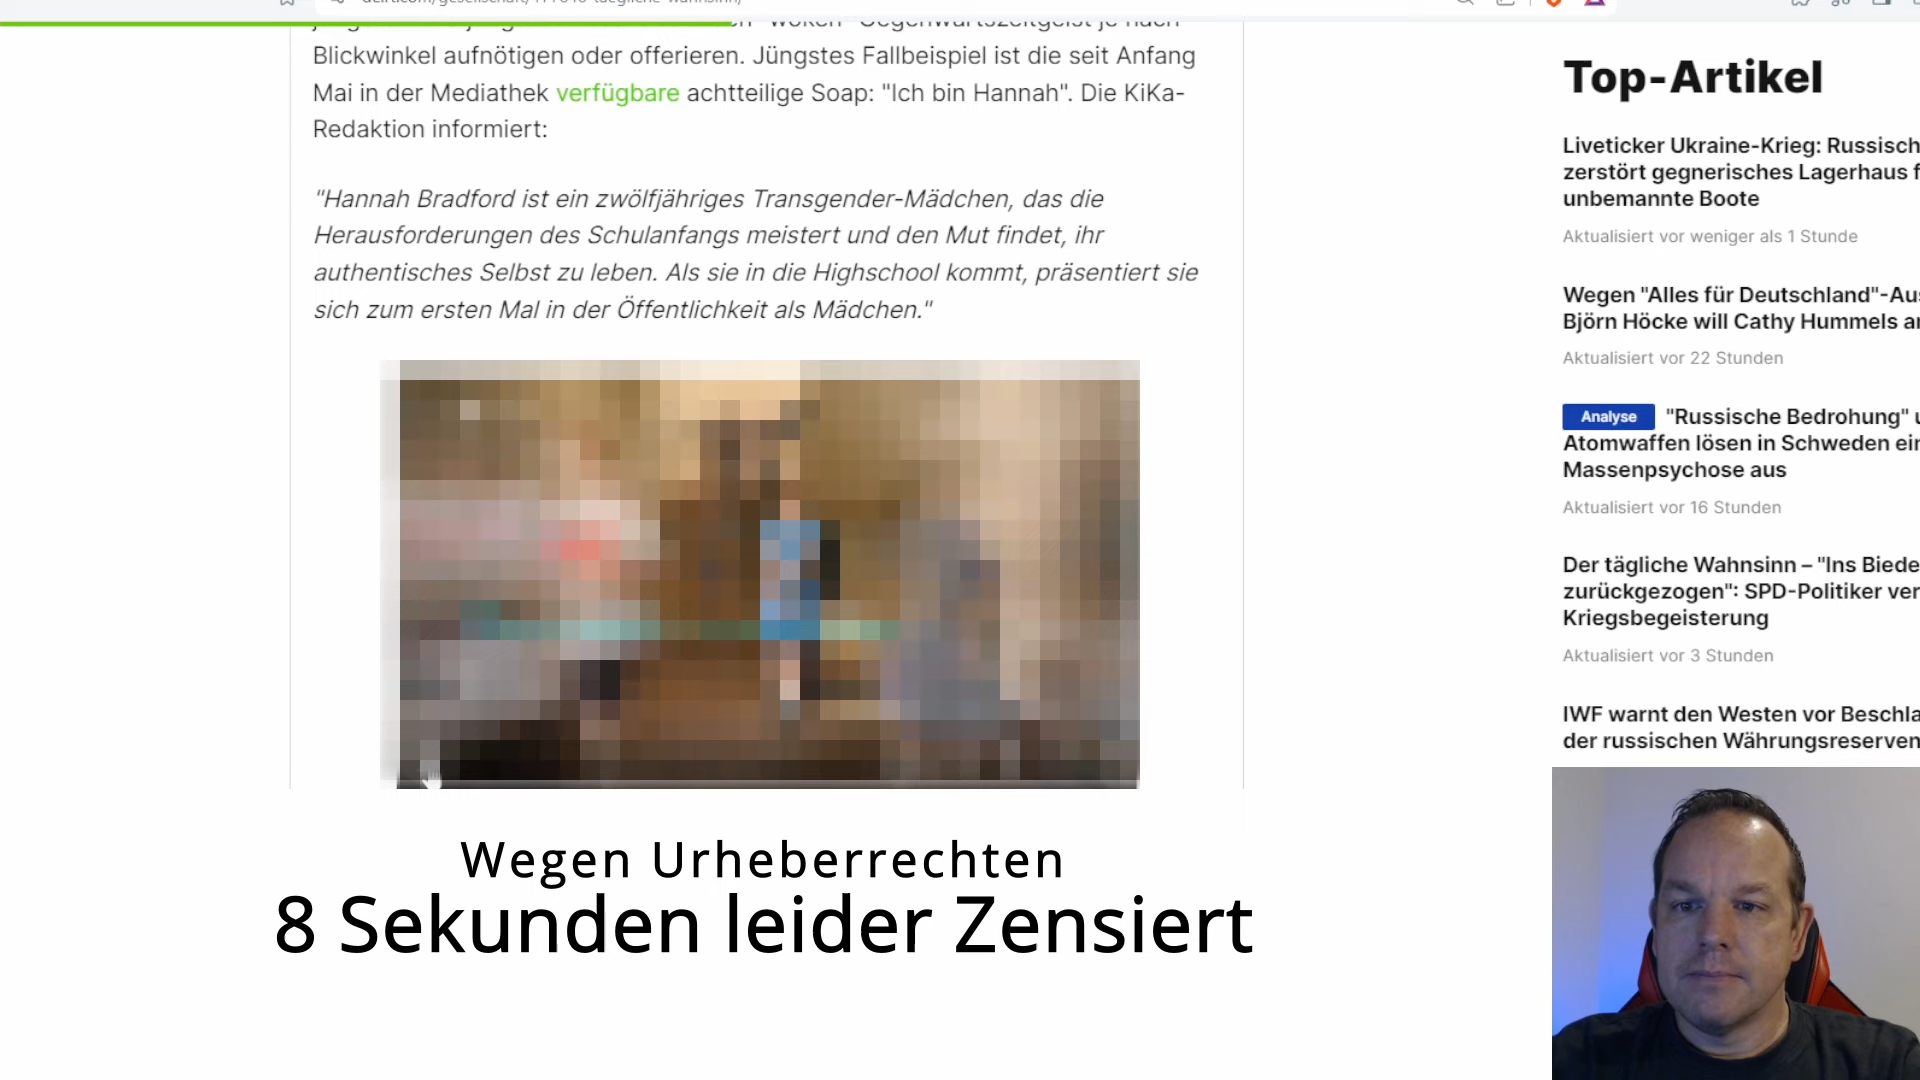 "woken" Gegenwartszeitgeist je nach
Blickwinkel aufnötigen oder offerieren. Jüngstes Fallbeispiel ist die seit Anfang
Mai in der Mediathek verfügbare achtteilige Soap: "Ich bin Hannah". Die KiKa-
Redaktion informiert:
"Hannah Bradford ist ein zwölfjähriges Transgender-Mädchen, das die
Herausforderungen des Schulanfangs meistert und den Mut findet, ihr
authentisches Selbst zu leben. Als sie in die Highschool kommt, präsentiert sie
sich zum ersten Mal in der Öffentlichkeit als Mädchen."
Wegen Urheberrechten
8 Sekunden leider Zensiert
Top-Artikel
Liveticker Ukraine-Krieg: Russisch
zerstört gegnerisches Lagerhaus f
unbemannte Boote
Aktualisiert vor weniger als 1 Stunde
Wegen "Alles für Deutschland"-Aus
Björn Höcke will Cathy Hummels an
Aktualisiert vor 22 Stunden
Analyse "Russische Bedrohung" u
Atomwaffen lösen in Schweden ein
Massenpsychose aus
Aktualisiert vor 16 Stunden
Der tägliche Wahnsinn – "Ins Biede
zurückgezogen": SPD-Politiker ver
Kriegsbegeisterung
Aktualisiert vor 3 Stunden
IWF warnt den Westen vor Beschla
der russischen Währungsreserven